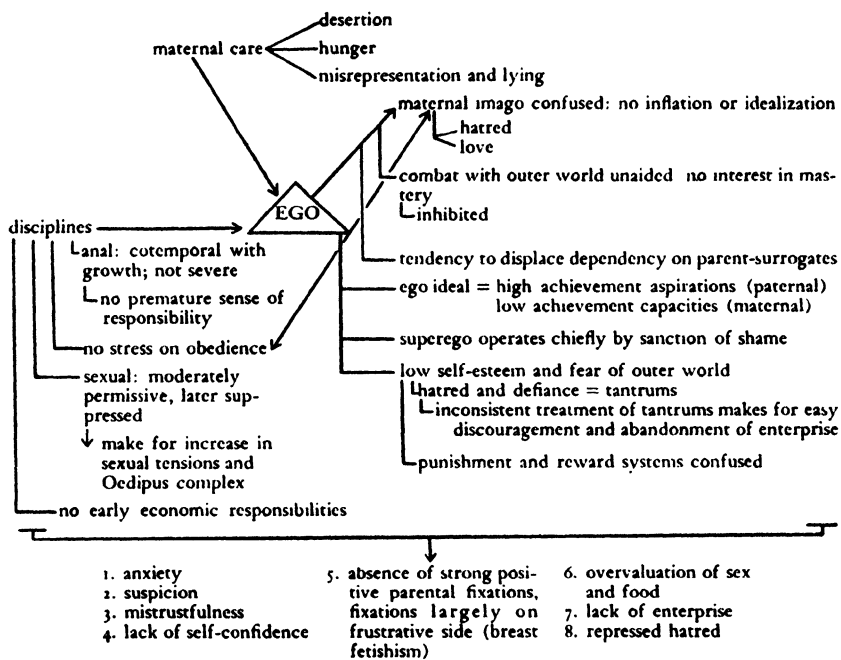 desertion
maternal care
hunger
misrepresentation and lying
maternal imago confused: no inflation or idealization
hatred
love
combat with outer world unaided no interest in mas-
tery
inhibited
EGO
disciplines
anal: cotemporal with
growth; not severe
no premature sense of
responsibility
no stress on obedience
sexual: moderately
permissive, later sup-
pressed
make for increase in
sexual tensions and
Oedipus complex
no early economic responsibilities
tendency to displace dependency on parent-surrogates
ego ideal = high achievement aspirations (paternal)
low achievement capacities (maternal)
superego operates chiefly by sanction of shame
low self-esteem and fear of outer world
hatred and defiance = tantrums
inconsistent treatment of tantrums makes for easy
discouragement and abandonment of enterprise
punishment and reward systems confused
1. anxiety
2. suspicion
3. mistrustfulness
4. lack of self-confidence
5. absence of strong posi-
tive parental fixations,
fixations largely on
frustrative side (breast
fetishism)
6. overvaluation of sex
and food
7. lack of enterprise
8. repressed hatred